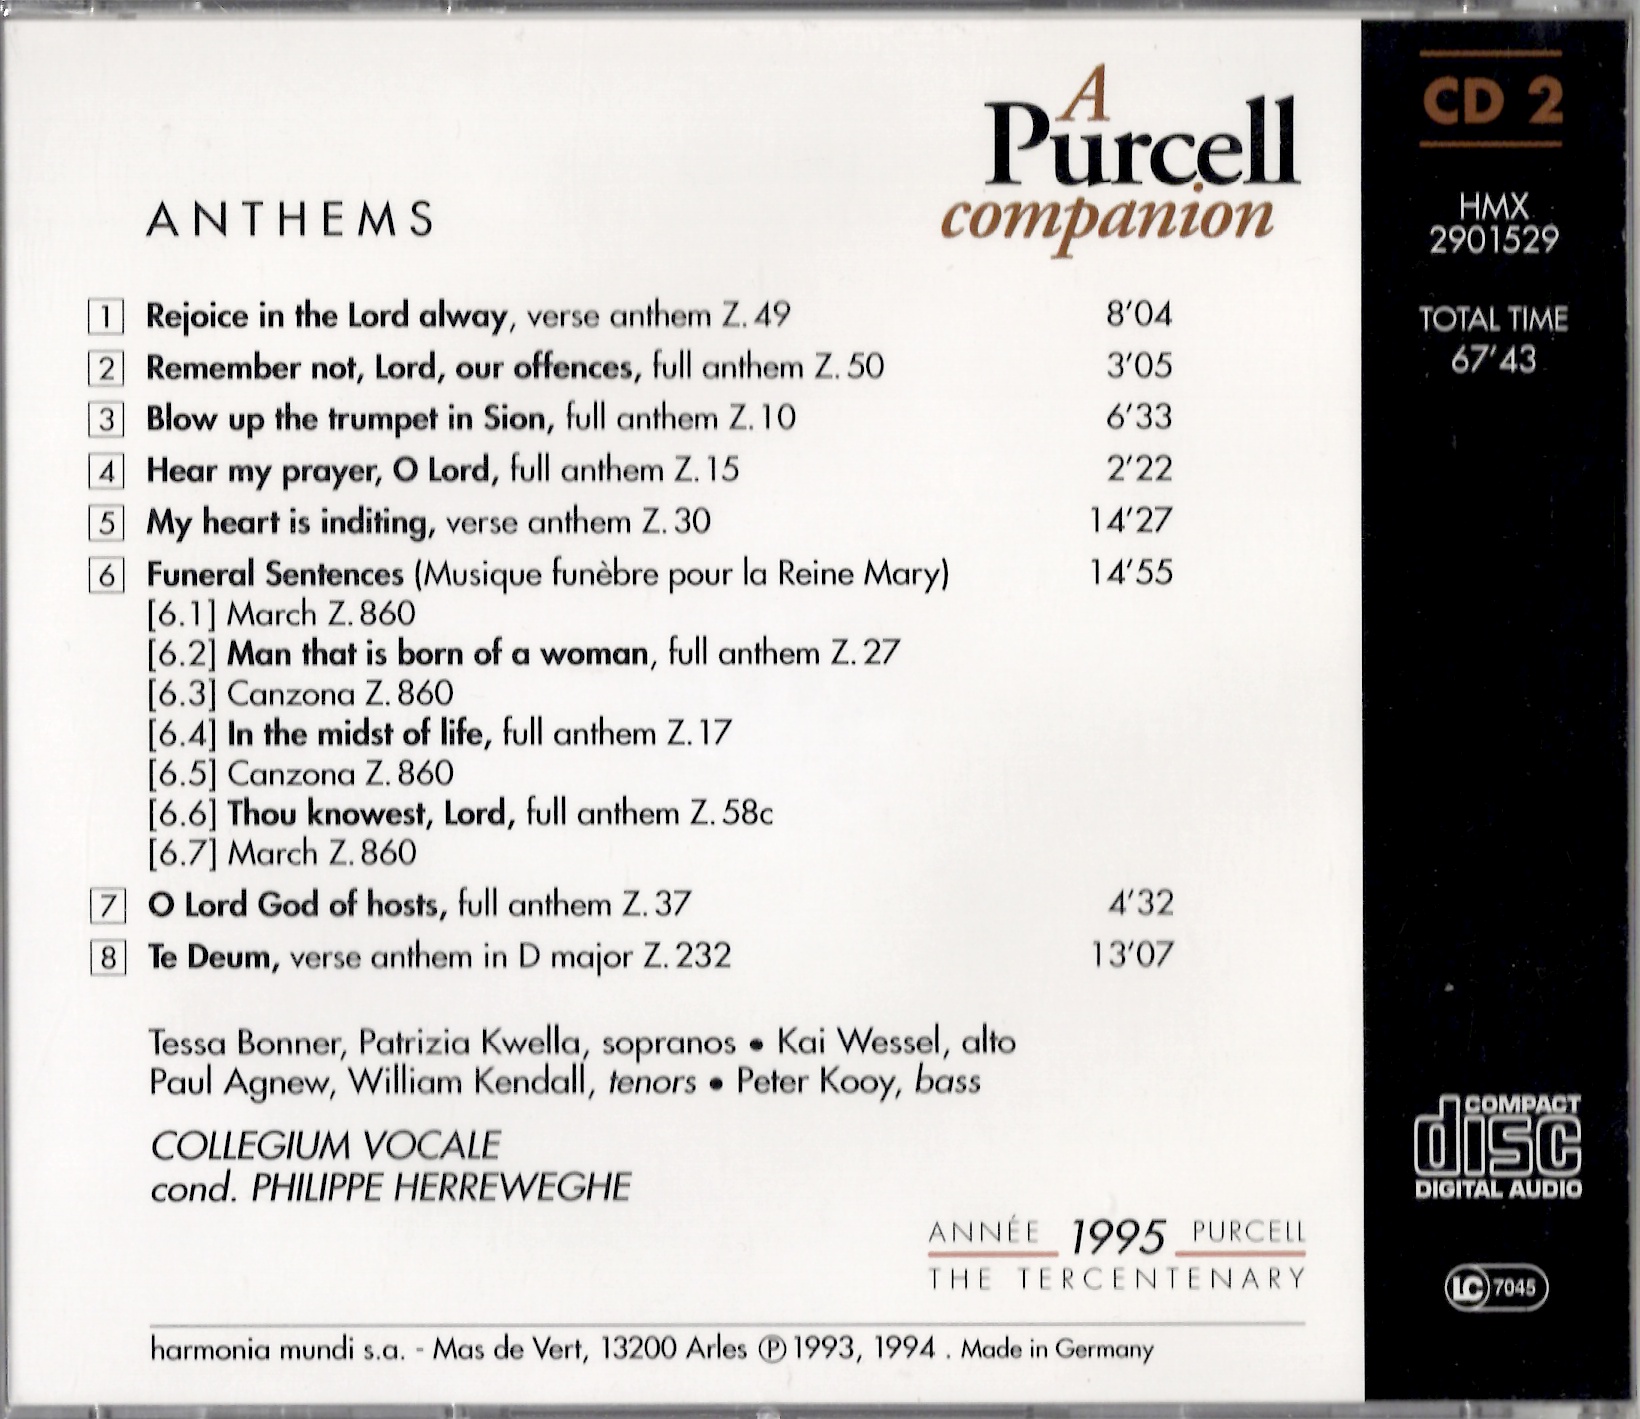 A
Purcell
companion
ANTHEMS
1 Rejoice in the Lord alway, verse anthem Z. 49 8'04
2 Remember not, Lord, our offences, full anthem Z. 50 3'05
3 Blow up the trumpet in Sion, full anthem Z. 10 6'33
4 Hear my prayer, O Lord, full anthem Z. 15 2'22
5 My heart is inditing, verse anthem Z. 30 14'27
6 Funeral Sentences (Musique funèbre pour la Reine Mary) 14'55
[6.1] March Z. 860
[6.2] Man that is born of a woman, full anthem Z. 27
[6.3] Canzona Z. 860
[6.4] In the midst of life, full anthem Z. 17
[6.5] Canzona Z. 860
[6.6] Thou knowest, Lord, full anthem Z. 58c
[6.7] March Z. 860
7 O Lord God of hosts, full anthem Z. 37 4'32
8 Te Deum, verse anthem in D major Z. 232 13'07
Tessa Bonner, Patrizia Kwella, sopranos • Kai Wessel, alto
Paul Agnew, William Kendall, tenors • Peter Kooy, bass
COLLEGIUM VOCALE
cond. PHILIPPE HERREWEGHE
ANNÉE 1995 PURCELL
THE TERCENTENARY
harmonia mundi s.a. - Mas de Vert, 13200 Arles Ⓟ 1993, 1994 . Made in Germany
CD 2
HMX
2901529
TOTAL TIME
67'43
COMPACT
disc
DIGITAL AUDIO
LC 7045